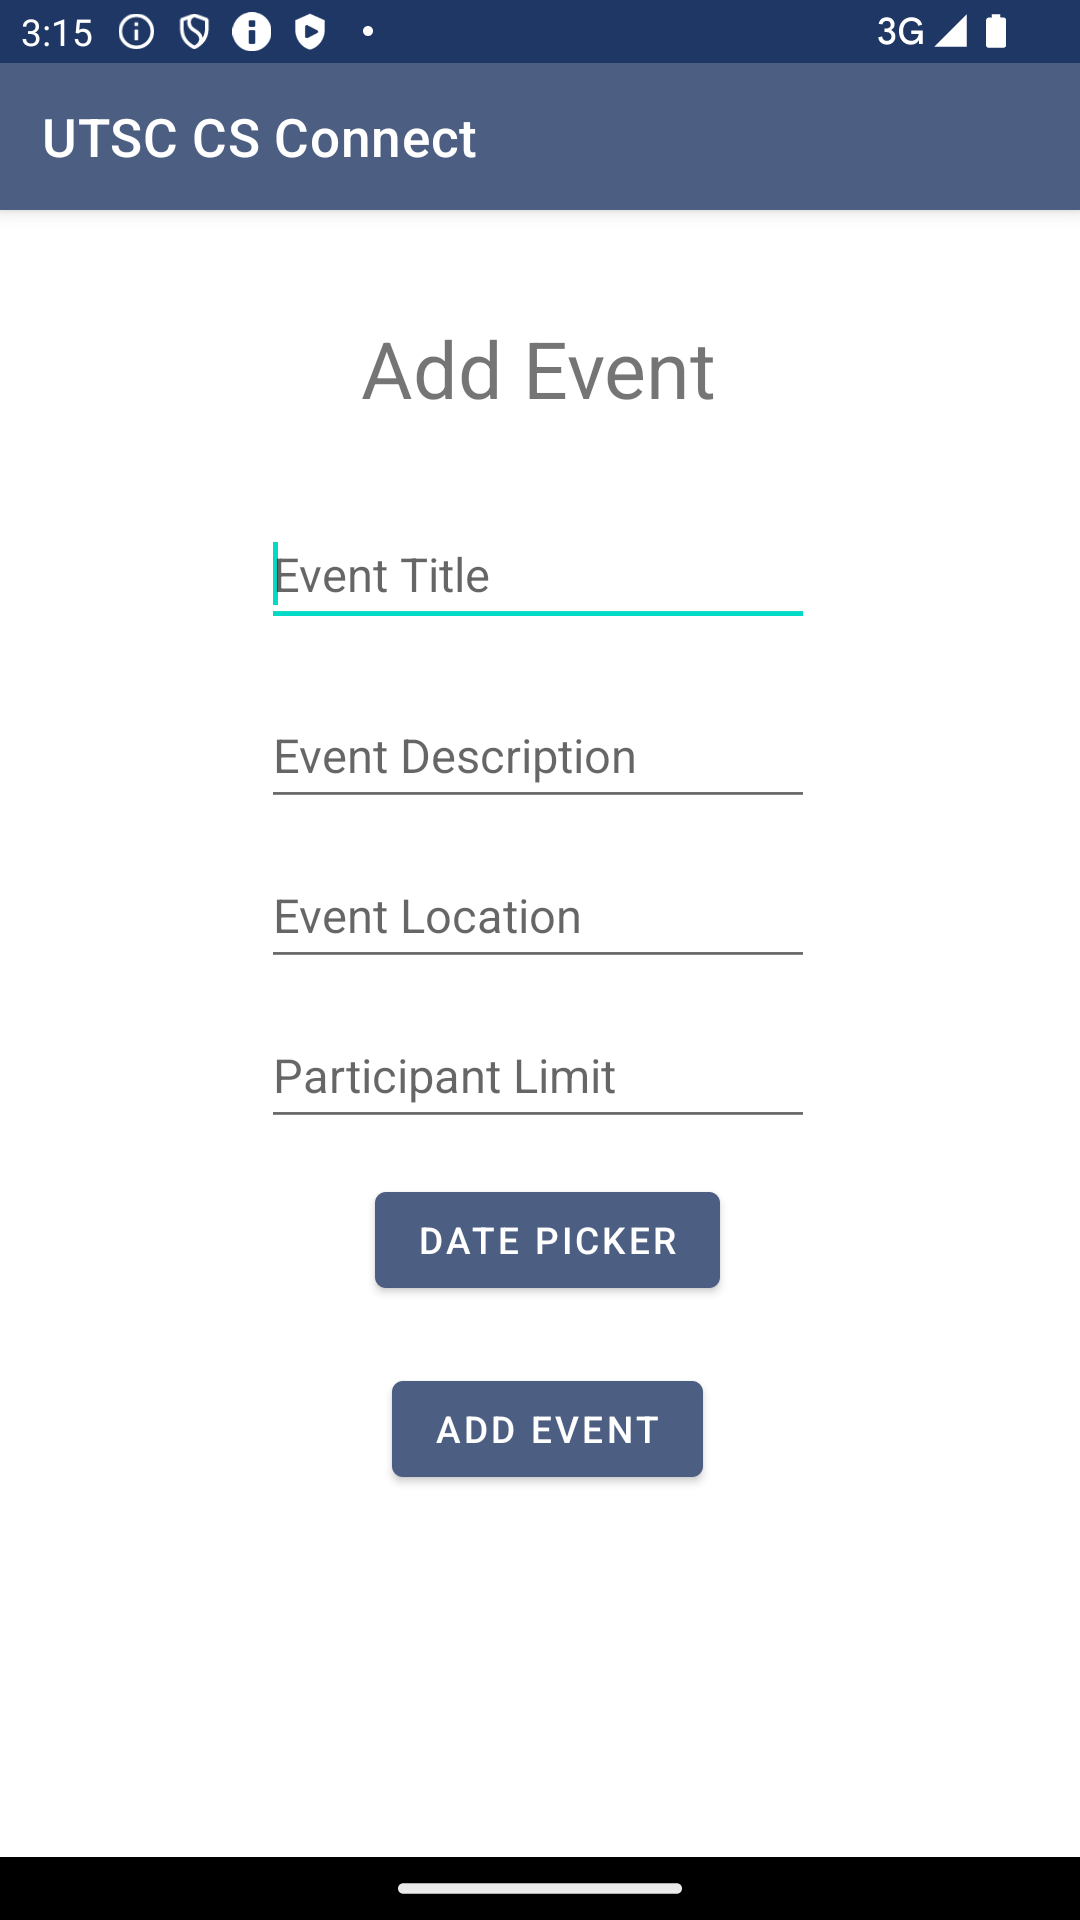 3:15
3G
UTSC CS Connect
Add Event
Event Title
Event Description
Event Location
Participant Limit
DATE PICKER
ADD EVENT